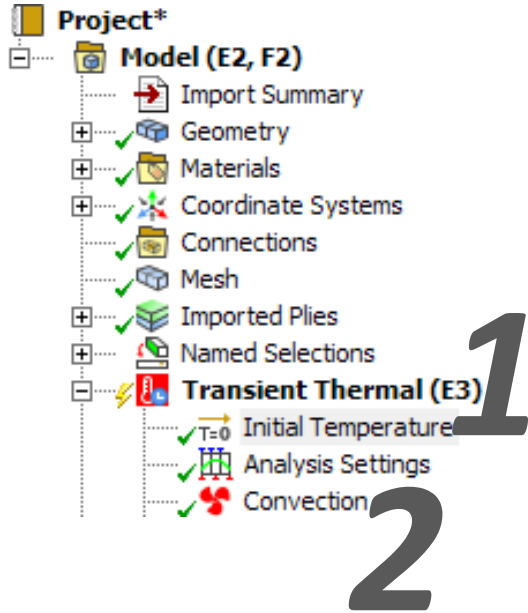 Project*
Model (E2, F2)
Import Summary
Geometry
Materials
Coordinate Systems
Connections
Mesh
Imported Plies
Named Selections
1
Transient Thermal (E3)
T=0 Initial Temperature
Analysis Settings
Convection
2